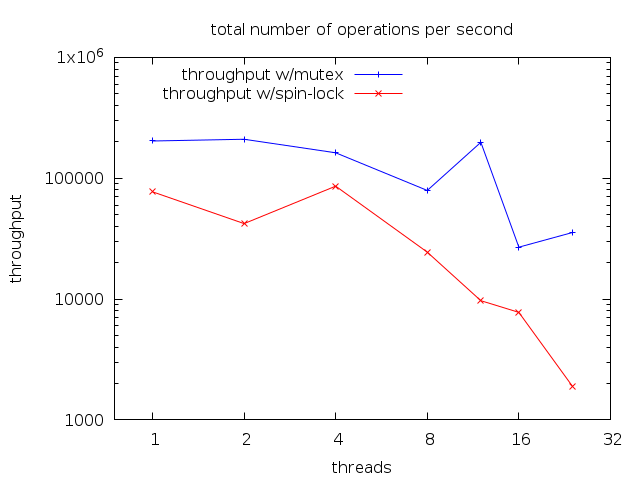 total number of operations per second
1x10^6
throughput w/mutex
throughput w/spin-lock
100000
throughput
10000
1000
1 2 4 8 16 32
threads